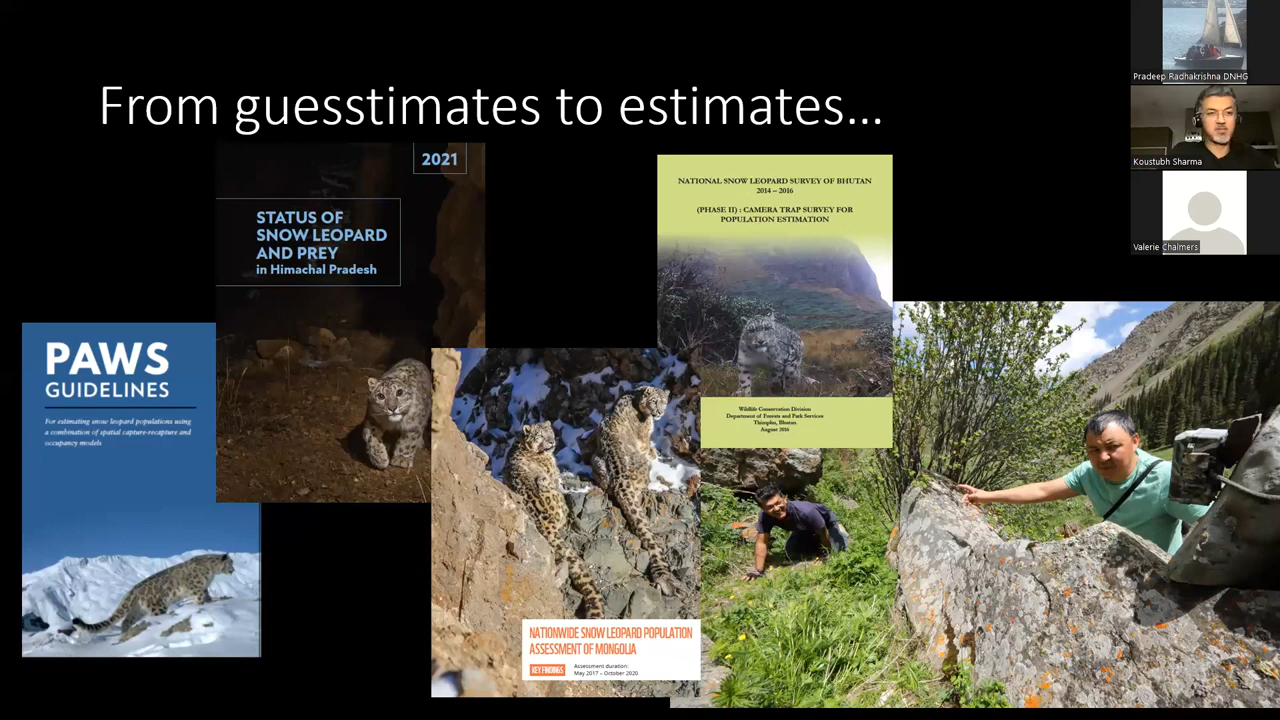 From guesstimates to estimates...
PAWS
GUIDELINES
For estimating snow leopard populations using
a combination of spatial capture-recapture and
occupancy models
2021
STATUS OF
SNOW LEOPARD
AND PREY
in Himachal Pradesh
NATIONWIDE SNOW LEOPARD POPULATION
ASSESSMENT OF MONGOLIA
KEY FINDINGS
Assessment duration:
May 2017 – October 2020
NATIONAL SNOW LEOPARD SURVEY OF BHUTAN
2014 – 2016
(PHASE II) : CAMERA TRAP SURVEY FOR
POPULATION ESTIMATION
Wildlife Conservation Division
Department of Forests and Park Services
Thimphu, Bhutan
August 2016
Pradeep Radhakrishna DNHG
Koustubh Sharma
Valerie Chalmers